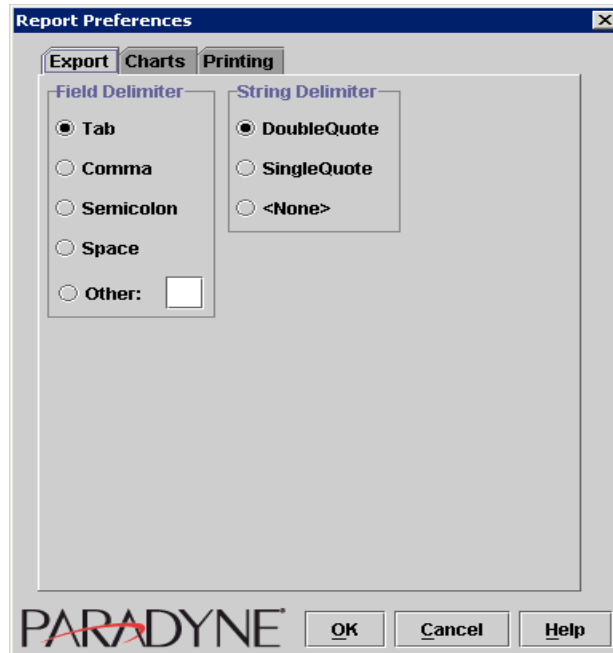 Report Preferences
Export Charts Printing
Field Delimiter
Tab
Comma
Semicolon
Space
Other:
String Delimiter
DoubleQuote
SingleQuote
<None>
PARADYNE®
OK Cancel Help